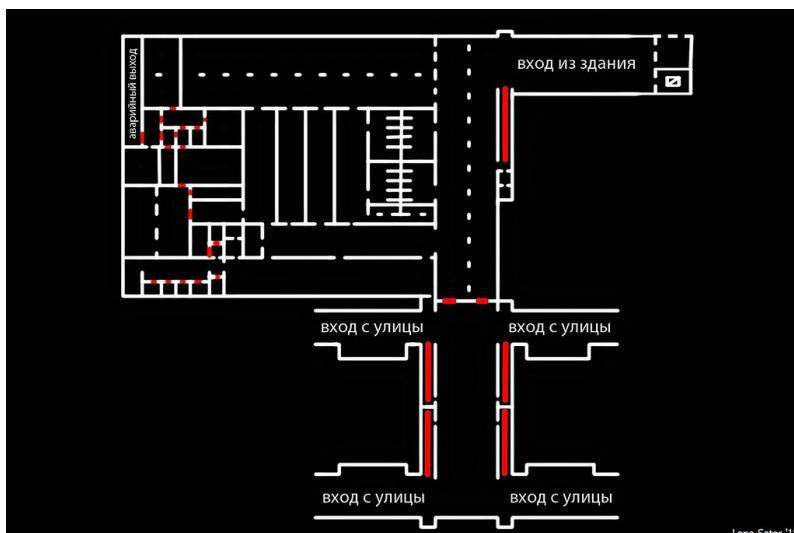 аварийный выход
вход из здания
вход с улицы
вход с улицы
вход с улицы
вход с улицы